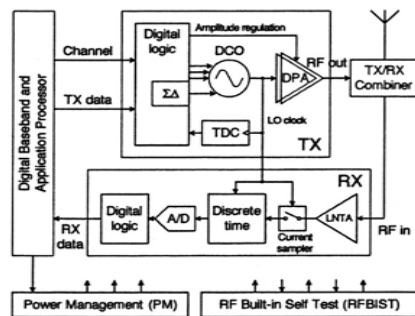 Digital Baseband and
Application Processor
Channel
TX data
RX
data
Digital
logic
ΣΔ
Amplitude regulation
DCO
TDC
DPA
RF
out
LO clock
TX
TX/RX
Combiner
RX
Digital
logic
A/D
Discrete
time
Current
sampler
LNTA
RF in
Power Management (PM)
RF Built-in Self Test (RFBIST)